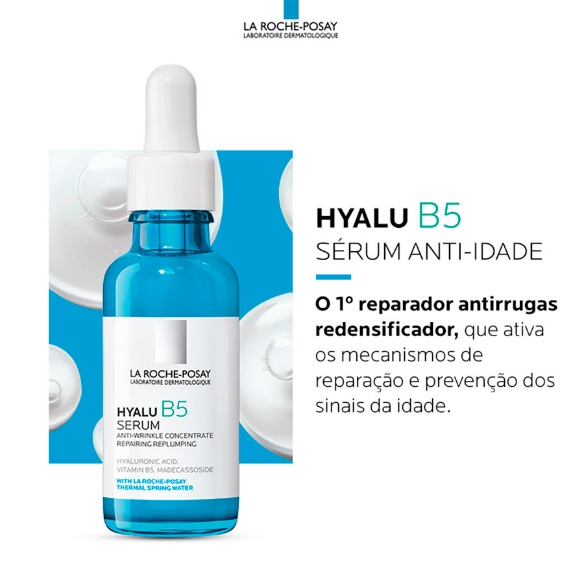 LA ROCHE-POSAY
LABORATOIRE DERMATOLOGIQUE
HYALU B5
SÉRUM ANTI-IDADE
O 1º reparador antirrugas
redensificador, que ativa
os mecanismos de
reparação e prevenção dos
sinais da idade.
LA ROCHE-POSAY
LABORATOIRE DERMATOLOGIQUE
HYALU B5
SERUM
ANTI-WRINKLE CONCENTRATE
REPAIRING REPLUMPING
HYALURONIC ACID,
VITAMIN B5, MADECASSOSIDE
WITH LA ROCHE-POSAY
THERMAL SPRING WATER